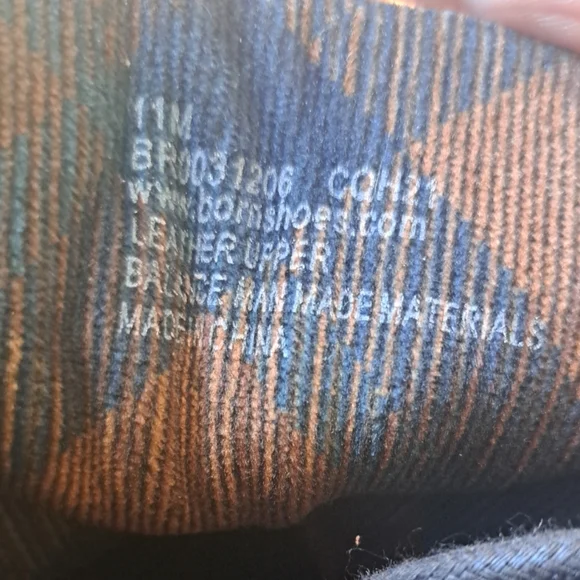 11M
BR0031206 COH21
www.bornshoes.com
LEATHER UPPER
BALANCE MAN MADE MATERIALS
MADE IN CHINA